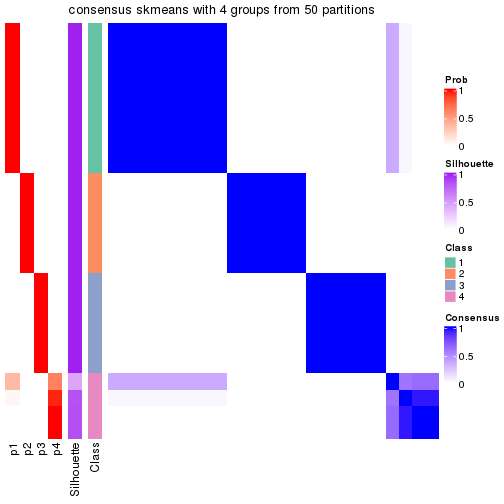 consensus skmeans with 4 groups from 50 partitions
Prob
1
0.5
0
Silhouette
1
0.5
0
Class
1
2
3
4
Consensus
1
0.5
0
p1
p2
p3
p4
Silhouette
Class